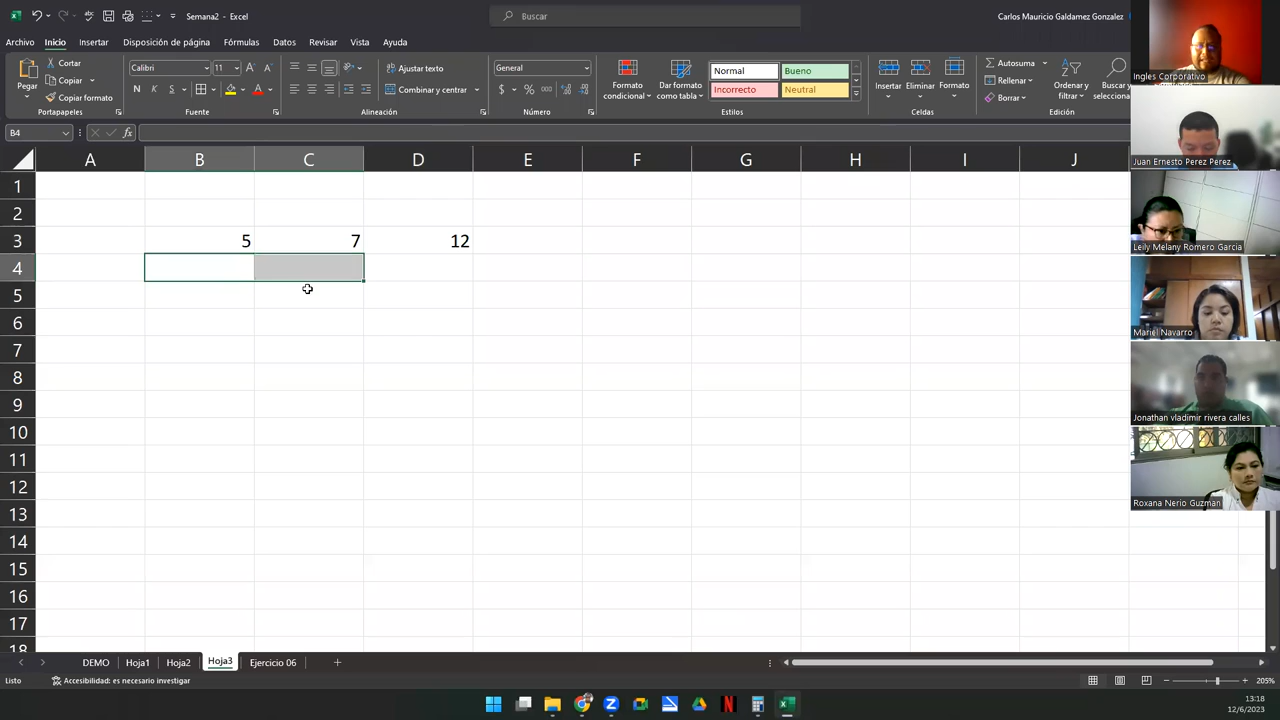 Semana2 - Excel
Buscar
Carlos Mauricio Galdamez Gonzalez
Archivo Inicio Insertar Disposición de página Fórmulas Datos Revisar Vista Ayuda
Pegar
Cortar
Copiar
Copiar formato
Portapapeles
Calibri 11
N K S
Fuente
Ajustar texto
Combinar y centrar
Alineación
General
$ % 000
Número
Formato condicional
Dar formato como tabla
Normal Bueno
Incorrecto Neutral
Estilos
Insertar Eliminar Formato
Celdas
Autosuma
Rellenar
Borrar
Ordenar y filtrar
Buscar y selecciona
Edición
B4
fx
A B C D E F G H I J
1
2
3 5 7 12
4
5
6
7
8
9
10
11
12
13
14
15
16
17
18
Ingles Corporativo
Juan Ernesto Perez Perez
Leily Melany Romero Garcia
Mariel Navarro
Jonathan vladimir rivera calles
Roxana Nerio Guzman
DEMO Hoja1 Hoja2 Hoja3 Ejercicio 06
Listo
Accesibilidad: es necesario investigar
205%
13:18
12/6/2023